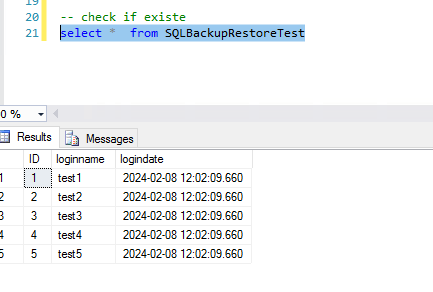 19
20 -- check if existe
21 select * from SQLBackupRestoreTest
0 %
Results Messages
ID loginname logindate
1 1 test1 2024-02-08 12:02:09.660
2 2 test2 2024-02-08 12:02:09.660
3 3 test3 2024-02-08 12:02:09.660
4 4 test4 2024-02-08 12:02:09.660
5 5 test5 2024-02-08 12:02:09.660